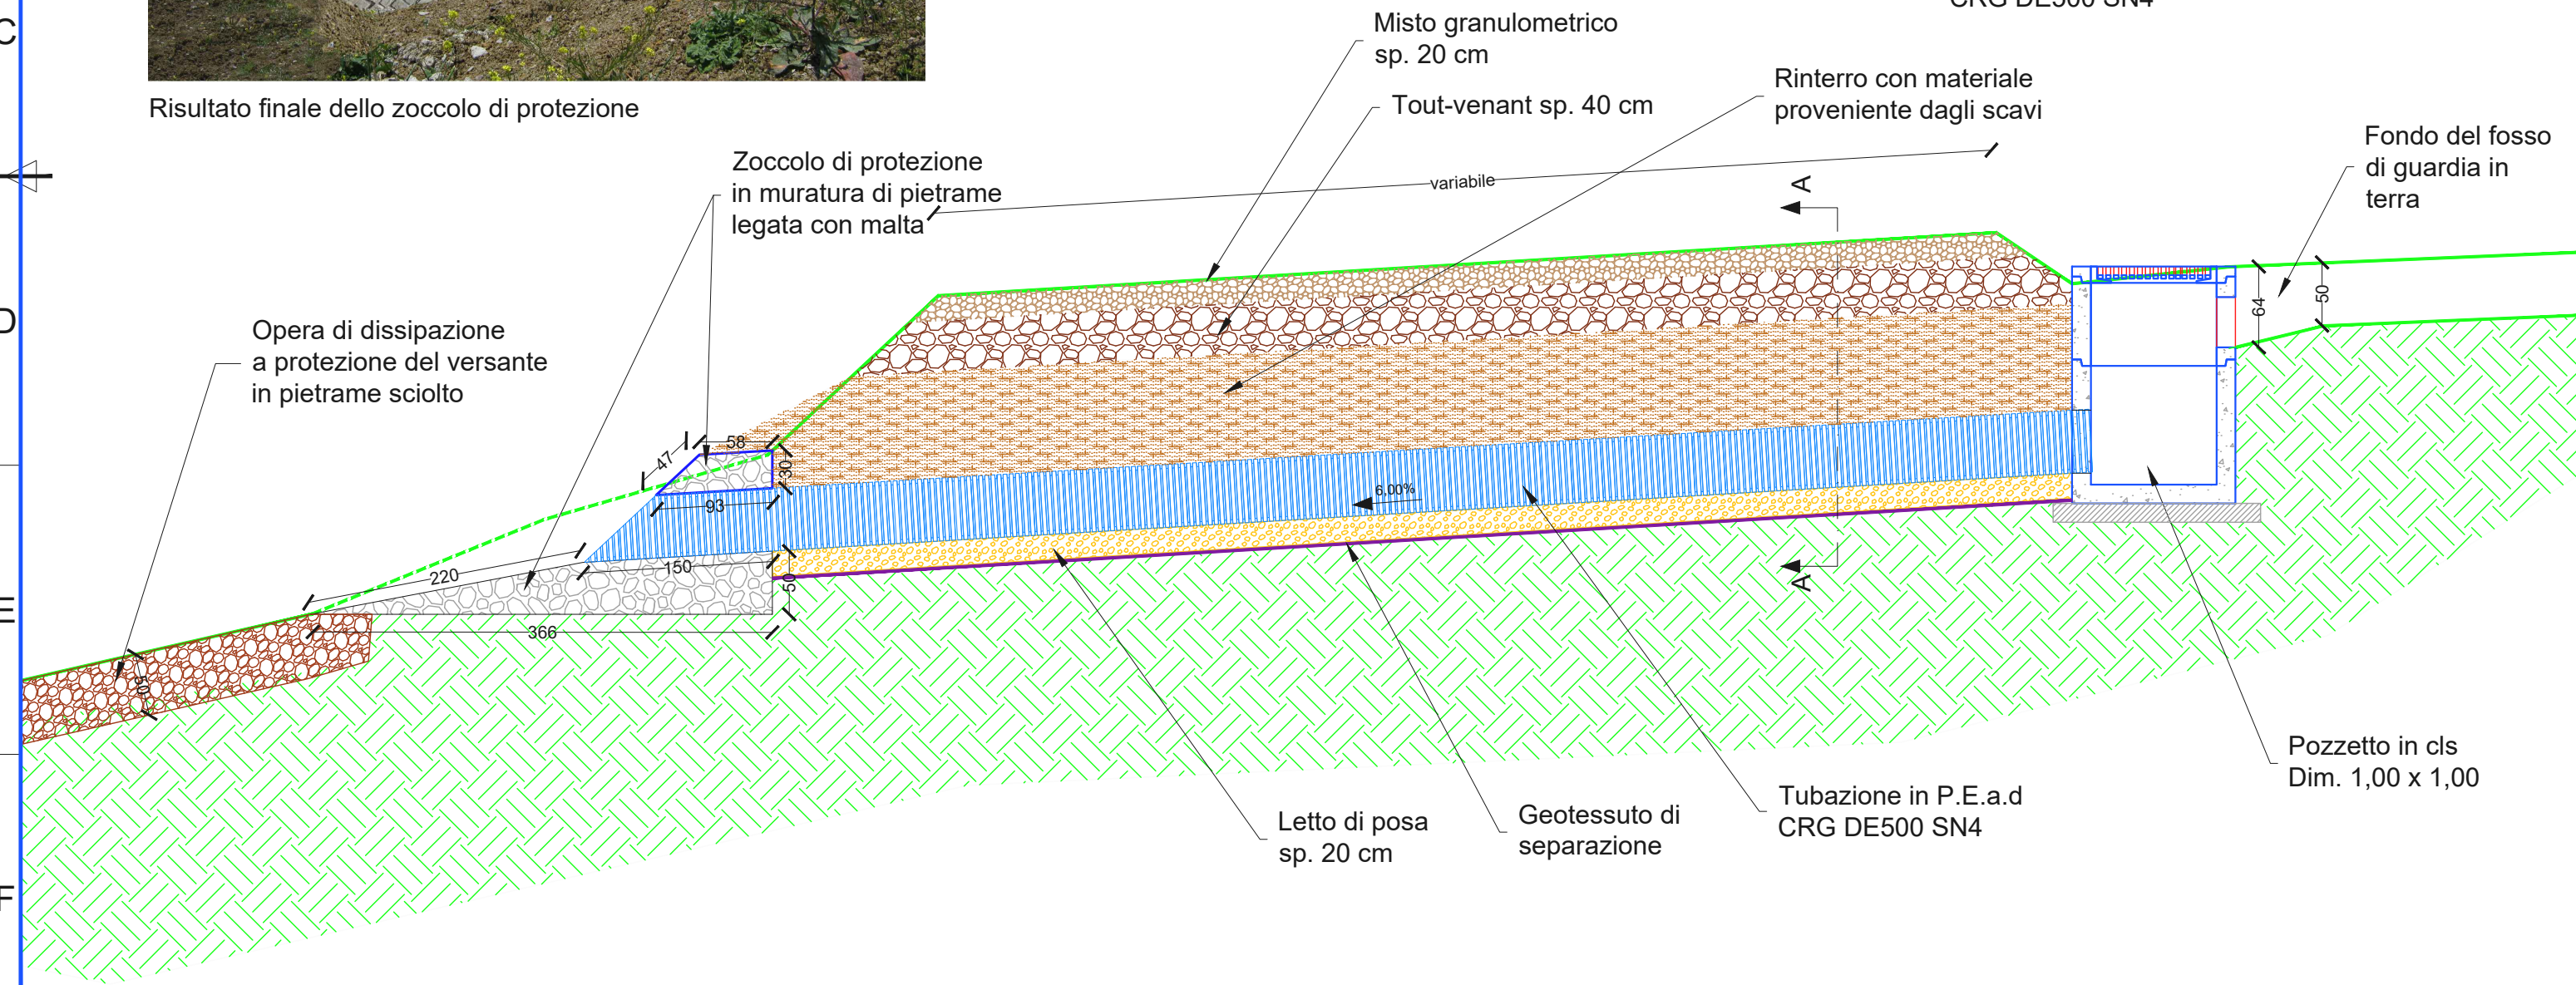 C
CRG DE500 SN4
Misto granulometrico
sp. 20 cm
Tout-venant sp. 40 cm
Rinterro con materiale
proveniente dagli scavi
Risultato finale dello zoccolo di protezione
Fondo del fosso
di guardia in
terra
Zoccolo di protezione
in muratura di pietrame
legata con malta
variabile
A
D
Opera di dissipazione
a protezione del versante
in pietrame sciolto
64
50
58
47
30
93
6,00%
220
150
50
A
E
366
50
Pozzetto in cls
Dim. 1,00 x 1,00
Tubazione in P.E.a.d
CRG DE500 SN4
Geotessuto di
separazione
Letto di posa
sp. 20 cm
F